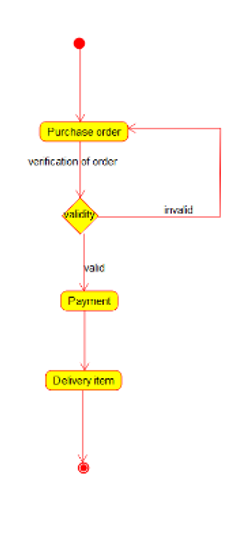 Purchase order
verification of order
validity
invalid
valid
Payment
Delivery item